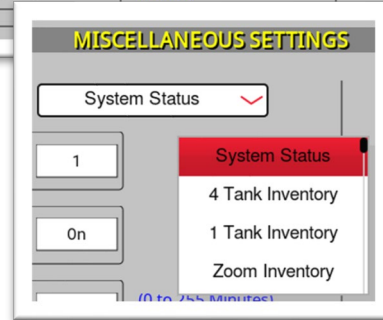 MISCELLANEOUS SETTINGS
System Status
1
System Status
4 Tank Inventory
On
1 Tank Inventory
Zoom Inventory
(0 to 255 Minutes)